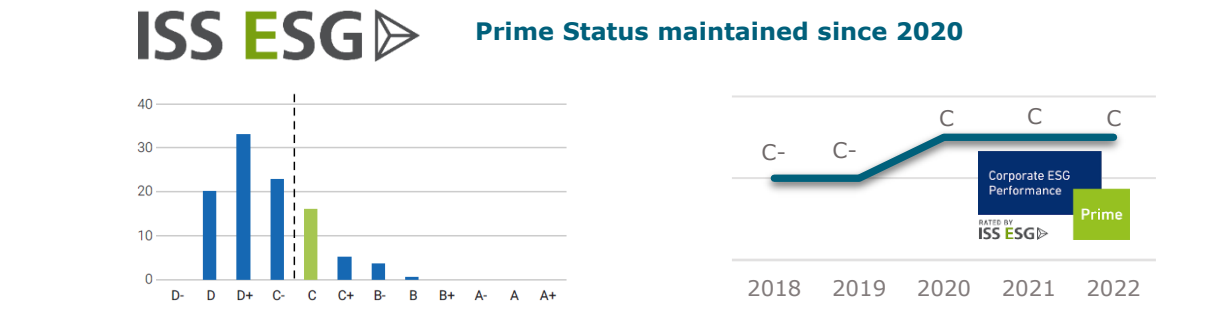 ISS ESG
Prime Status maintained since 2020
40
30
20
10
0
D- D D+ C- C C+ B- B B+ A- A A+
C- C- C C C
Corporate ESG
Performance
Prime
RATED BY
ISS ESG
2018 2019 2020 2021 2022